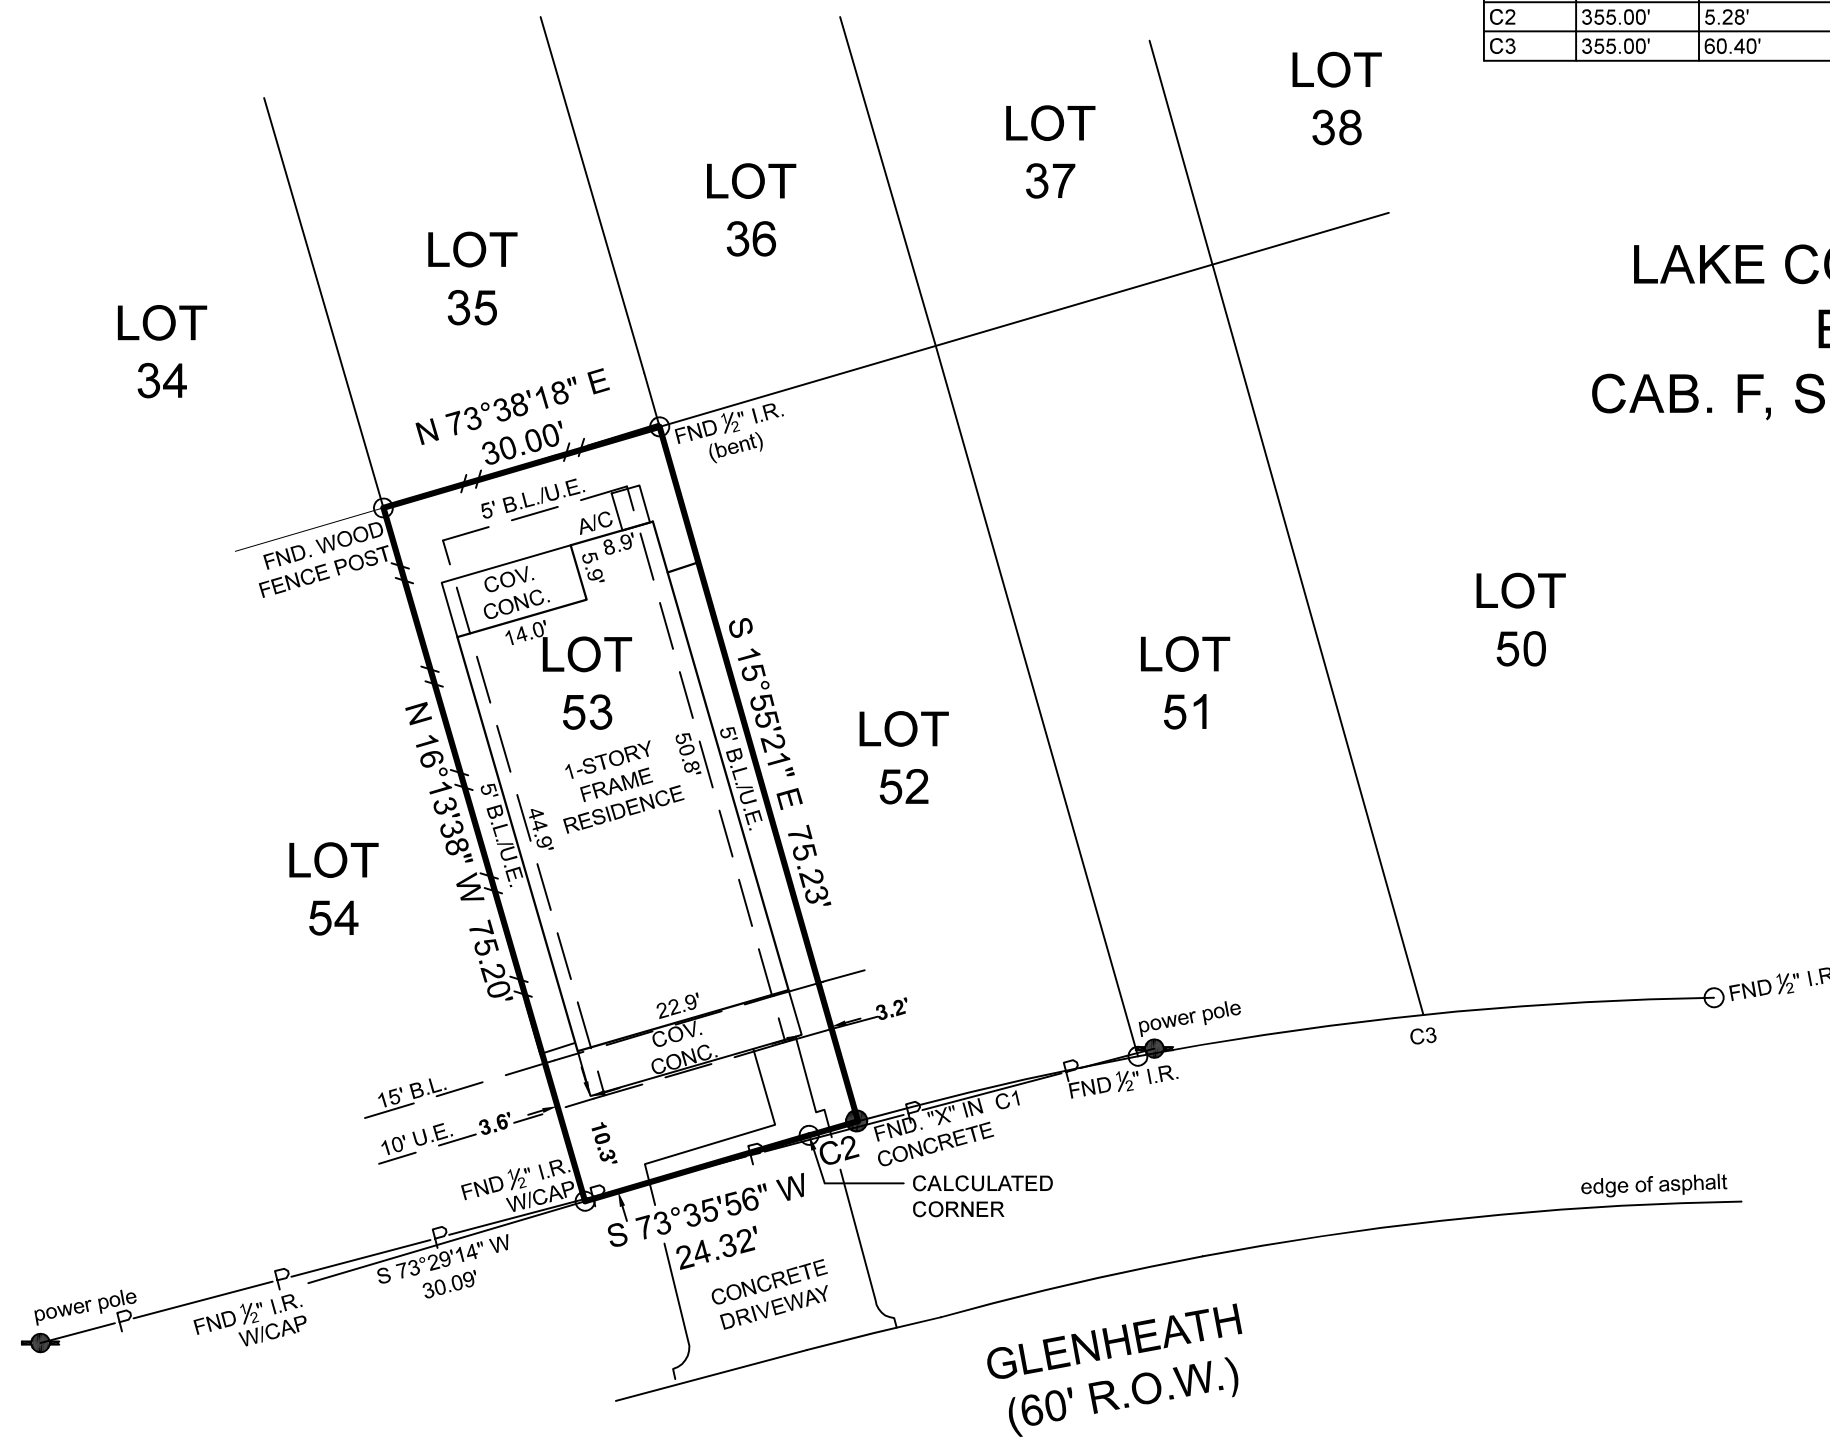 C2 355.00' 5.28'
C3 355.00' 60.40'
LOT
38
LOT
37
LOT
36
LOT
35
LOT
34
LAKE
CAB. F, S
N 73°38'18" E
30.00'
FND ½" I.R.
(bent)
5' B.L./U.E.
A/C
8.9'
5.9'
FND. WOOD
FENCE POST
COV.
CONC.
14.0'
LOT
53
1-STORY
FRAME
RESIDENCE
S 15°55'21" E 75.23'
N 16°13'38" W 75.20'
5' B.L./U.E.
44.9'
50.8'
5' B.L./U.E.
LOT
52
LOT
51
LOT
50
LOT
54
22.9'
COV.
CONC.
3.2'
15' B.L.
10' U.E.
3.6'
10.3'
power pole
FND ½" I.R.
C3
FND ½" I.R
P
P
P
P
P
P
P
FND. "X" IN C1
CONCRETE
C2
CALCULATED
CORNER
FND ½" I.R.
W/CAP
S 73°35'56" W
24.32'
S 73°29'14" W
30.09'
FND ½" I.R.
W/CAP
power pole
CONCRETE
DRIVEWAY
edge of asphalt
GLENHEATH
(60' R.O.W.)